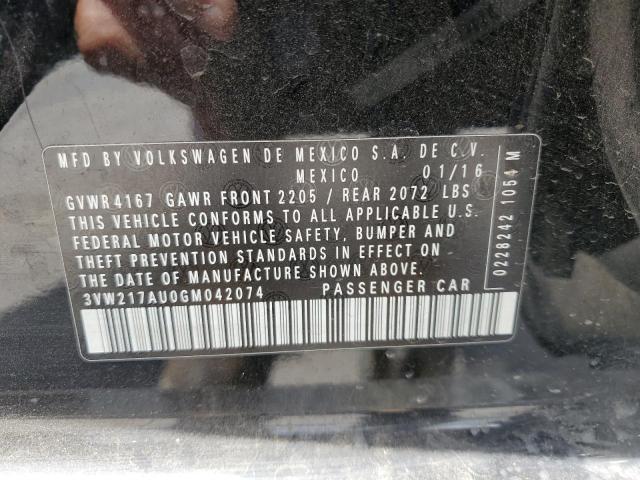 MFD BY VOLKSWAGEN DE MEXICO S.A. DE C.V.
MEXICO 01/16
GVWR 4167 GAWR FRONT 2205 / REAR 2072 LBS
THIS VEHICLE CONFORMS TO ALL APPLICABLE U.S.
FEDERAL MOTOR VEHICLE SAFETY, BUMPER AND
THEFT PREVENTION STANDARDS IN EFFECT ON
THE DATE OF MANUFACTURE SHOWN ABOVE.
3VW217AU0GM042074 PASSENGER CAR
0228242 1054 M